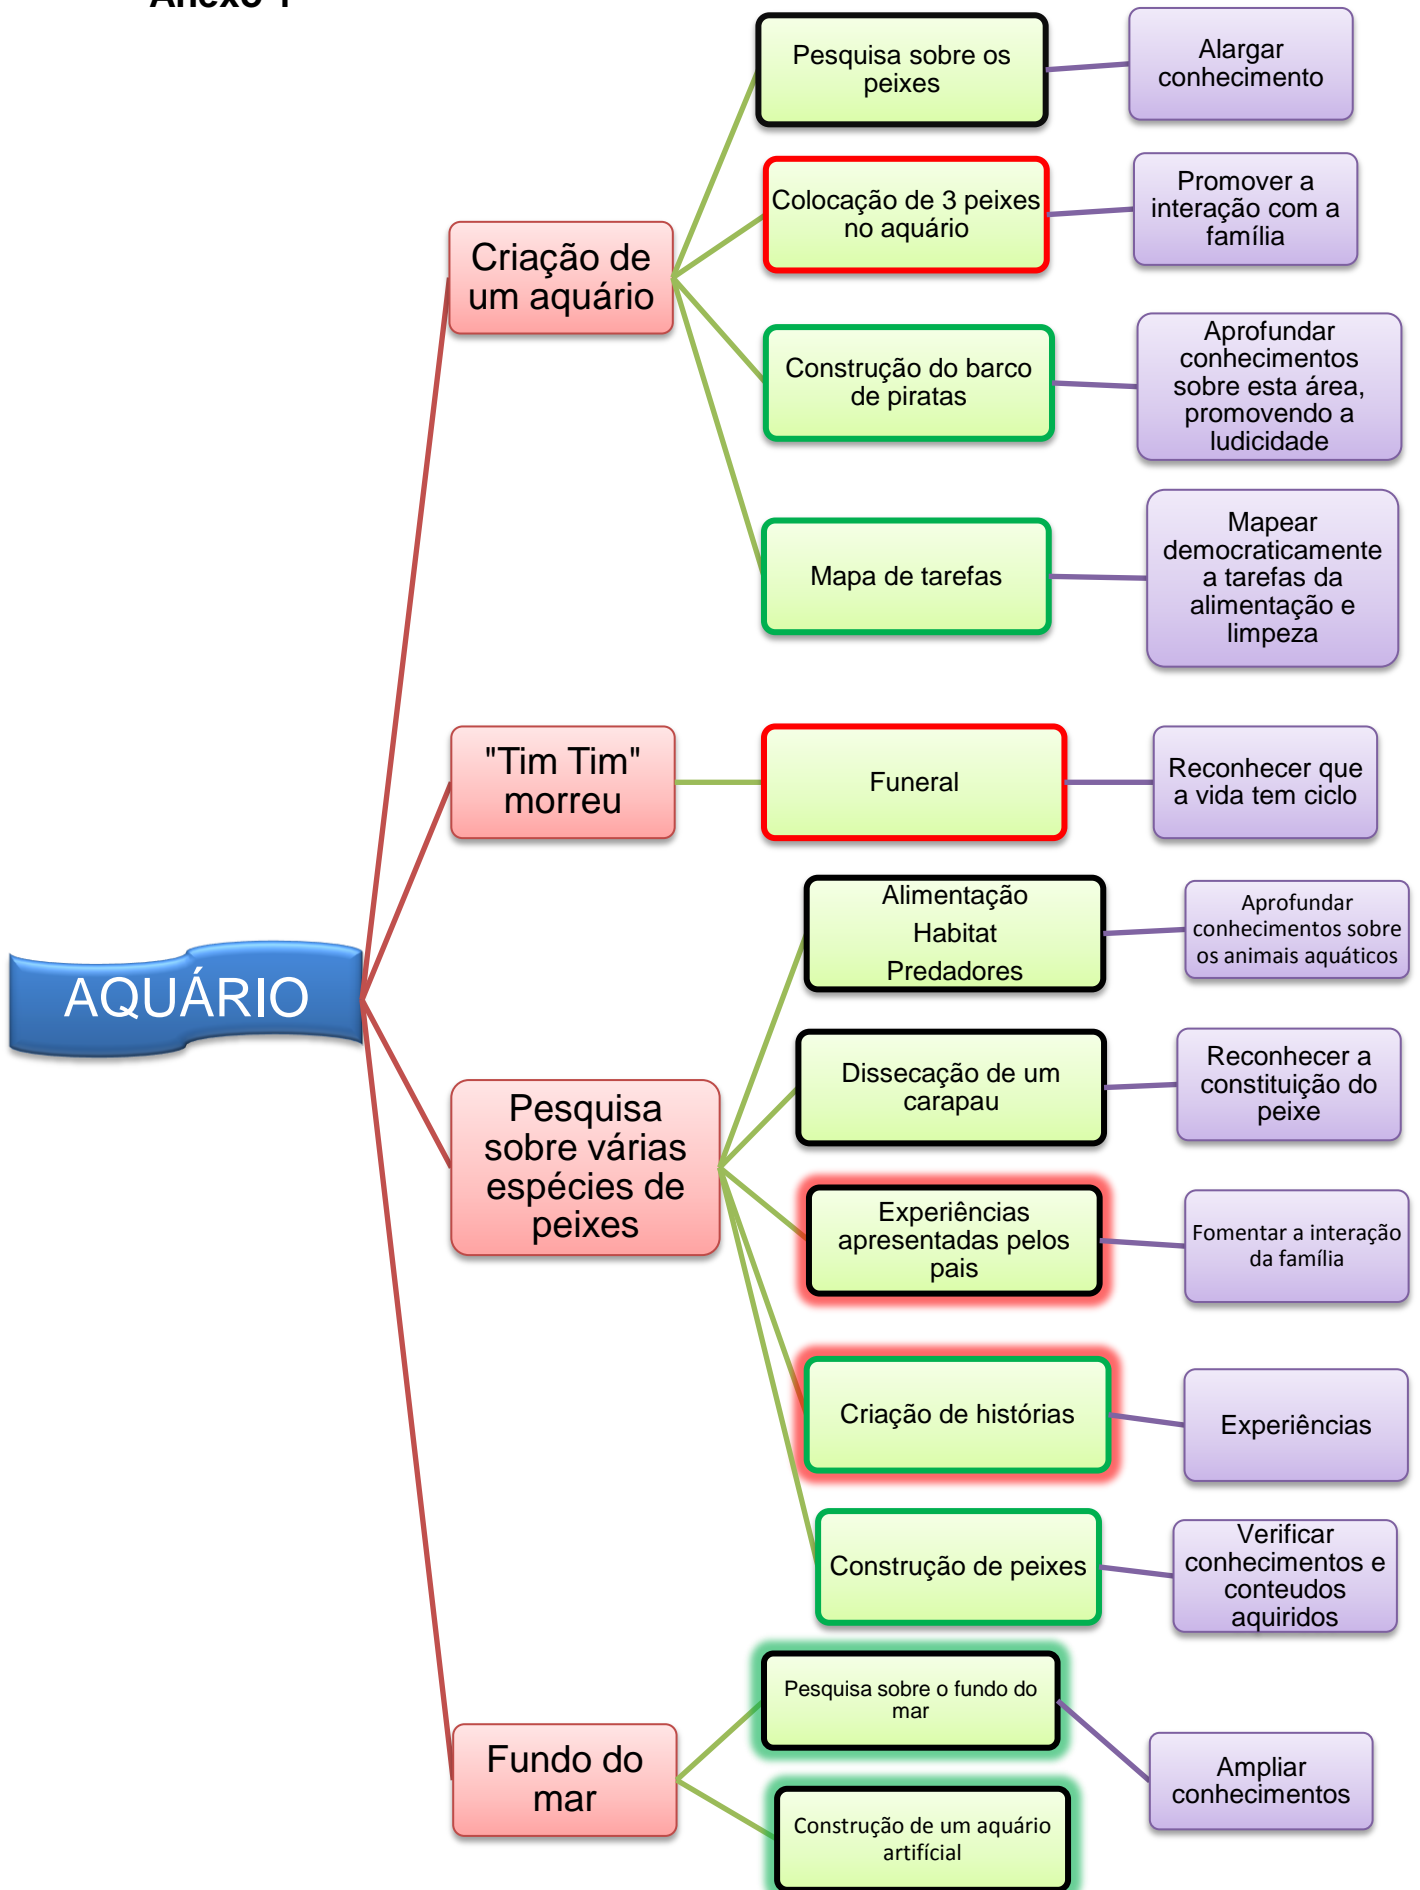 Anexo 1
Pesquisa sobre os
peixes
Alargar
conhecimento
Colocação de 3 peixes
no aquário
Promover a
interação com a
família
Criação de
um aquário
Construção do barco
de piratas
Aprofundar
conhecimentos
sobre esta área,
promovendo a
ludicidade
Mapa de tarefas
Mapear
democraticamente
a tarefas da
alimentação e
limpeza
"Tim Tim"
morreu
Funeral
Reconhecer que
a vida tem ciclo
AQUÁRIO
Pesquisa
sobre várias
espécies de
peixes
Alimentação
Habitat
Predadores
Aprofundar
conhecimentos sobre
os animais aquáticos
Dissecação de um
carapau
Reconhecer a
constituição do
peixe
Experiências
apresentadas pelos
pais
Fomentar a interação
da família
Criação de histórias
Experiências
Construção de peixes
Verificar
conhecimentos e
conteudos
aquiridos
Fundo do
mar
Pesquisa sobre o fundo do
mar
Ampliar
conhecimentos
Construção de um aquário
artifícial